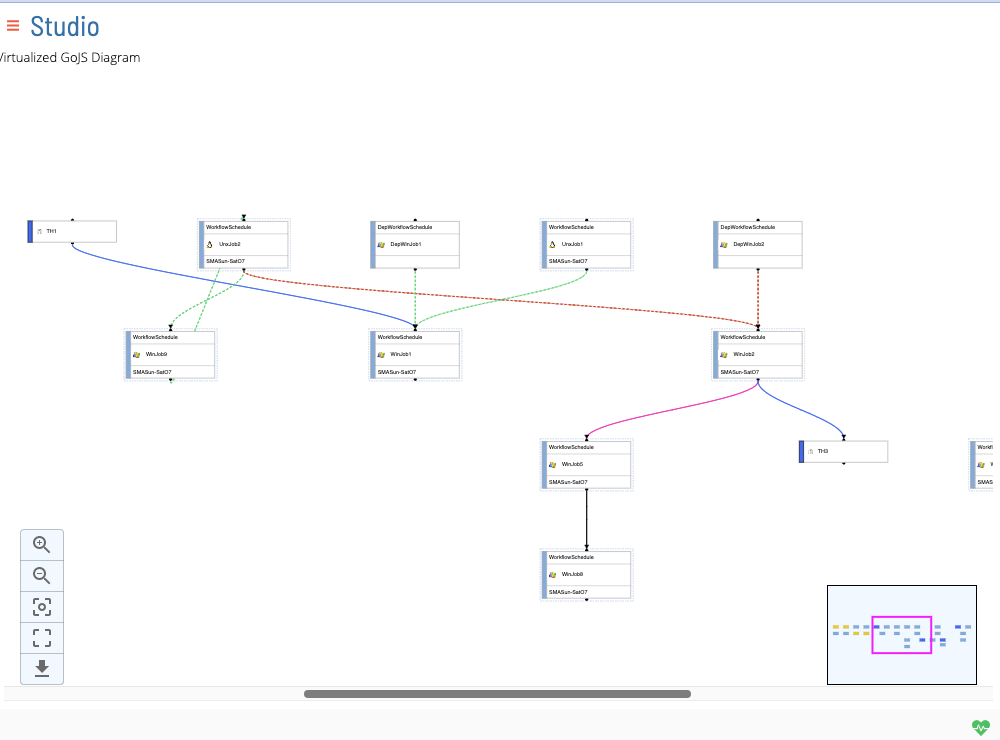 Studio
Virtualized GoJS Diagram
TH1
WorkflowSchedule
UnxJob2
SMASun-SatO7
DepWorkflowSchedule
DepWinJob1
WorkflowSchedule
UnxJob1
SMASun-SatO7
DepWorkflowSchedule
DepWinJob2
WorkflowSchedule
WinJob9
SMASun-SatO7
WorkflowSchedule
WinJob1
SMASun-SatO7
WorkflowSchedule
WinJob2
SMASun-SatO7
WorkflowSchedule
WinJob5
SMASun-SatO7
TH3
Workfl
W
SMAS
WorkflowSchedule
WinJob8
SMASun-SatO7